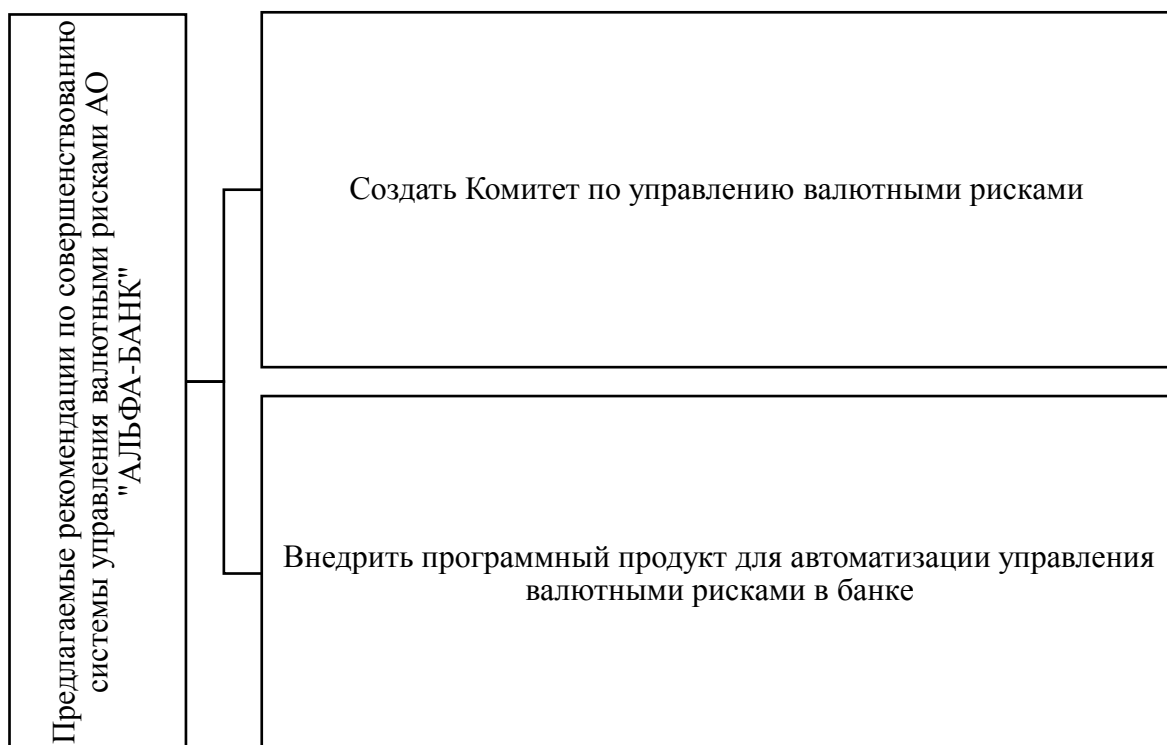 Предлагаемые рекомендации по совершенствованию
системы управления валютными рисками АО
"АЛЬФА-БАНК"
Создать Комитет по управлению валютными рисками
Внедрить программный продукт для автоматизации управления
валютными рисками в банке